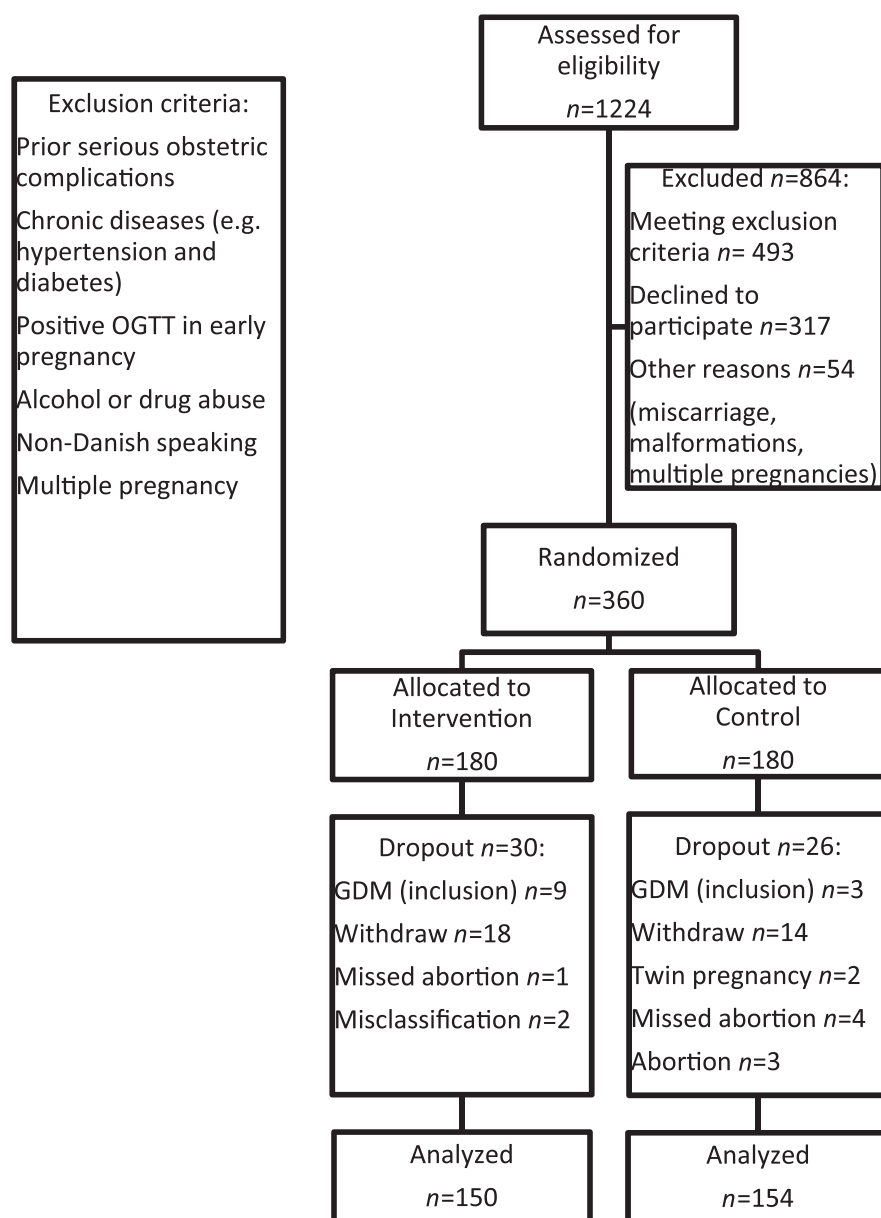 Assessed for
eligibility
n=1224
Exclusion criteria:
Prior serious obstetric
complications
Chronic diseases (e.g.
hypertension and
diabetes)
Positive OGTT in early
pregnancy
Alcohol or drug abuse
Non-Danish speaking
Multiple pregnancy
Excluded n=864:
Meeting exclusion
criteria n= 493
Declined to
participate n=317
Other reasons n=54
(miscarriage,
malformations,
multiple pregnancies)
Randomized
n=360
Allocated to
Intervention
n=180
Allocated to
Control
n=180
Dropout n=30:
GDM (inclusion) n=9
Withdraw n=18
Missed abortion n=1
Misclassification n=2
Dropout n=26:
GDM (inclusion) n=3
Withdraw n=14
Twin pregnancy n=2
Missed abortion n=4
Abortion n=3
Analyzed
n=150
Analyzed
n=154